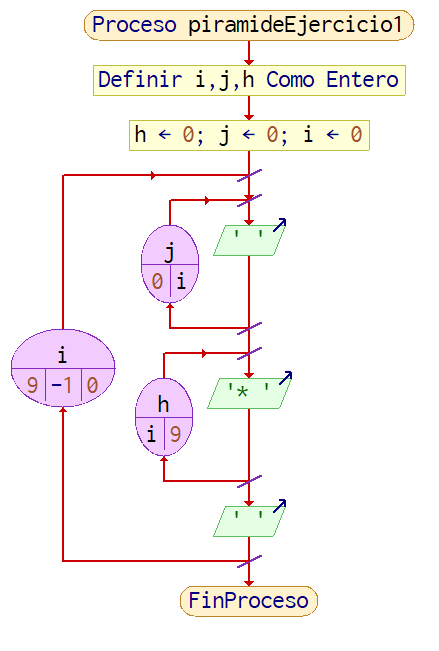 Proceso piramideEjercicio1
Definir i,j,h Como Entero
h ← 0; j ← 0; i ← 0
j
0 i
' '
i
9 -1 0
h
i 9
'* '
' '
FinProceso